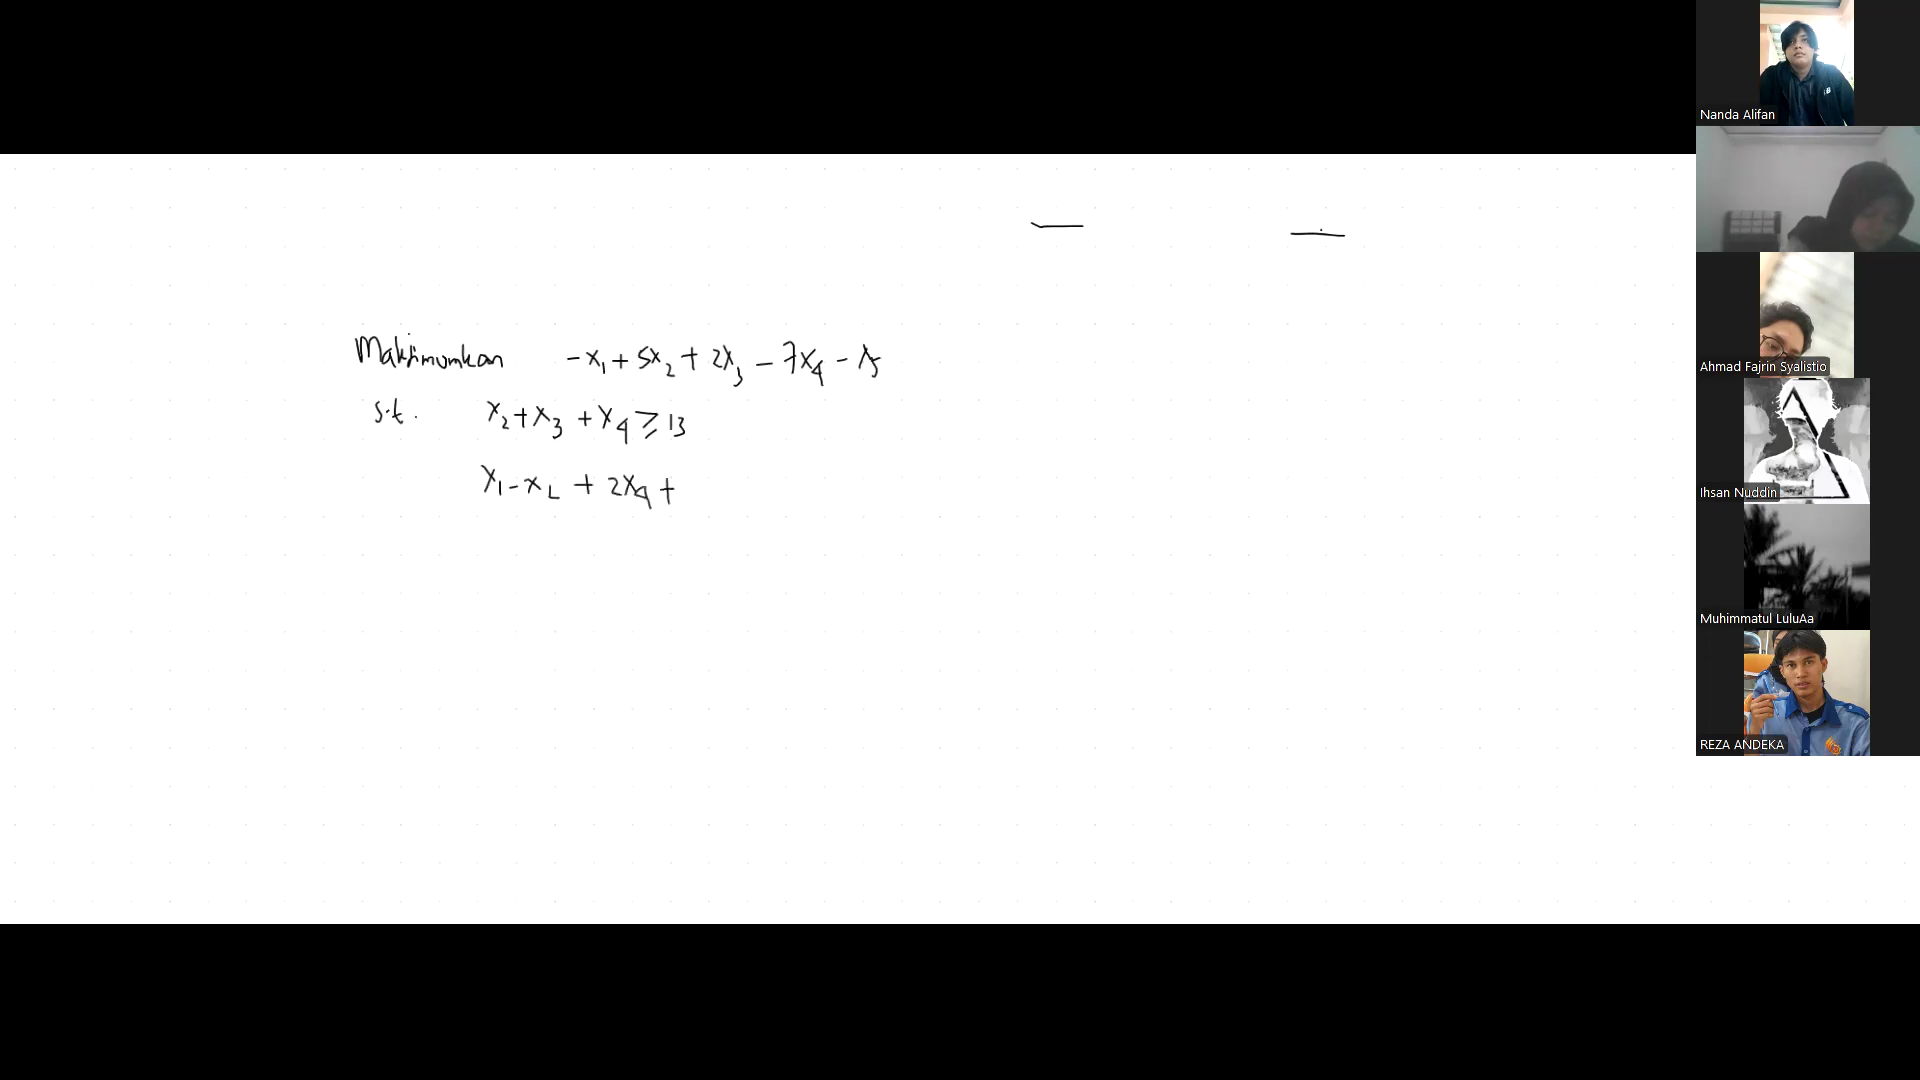 Maksimumkan -x₁ + 5x₂ + 2x₃ - 7x₄ - x₅
s.t. x₂ + x₃ + x₄ ≥ 13
x₁ - x₂ + 2x₄ +
Nanda Alifan
Ahmad Fajrin Syalistio
Ihsan Nuddin
Muhimmatul LuluAa
REZA ANDEKA